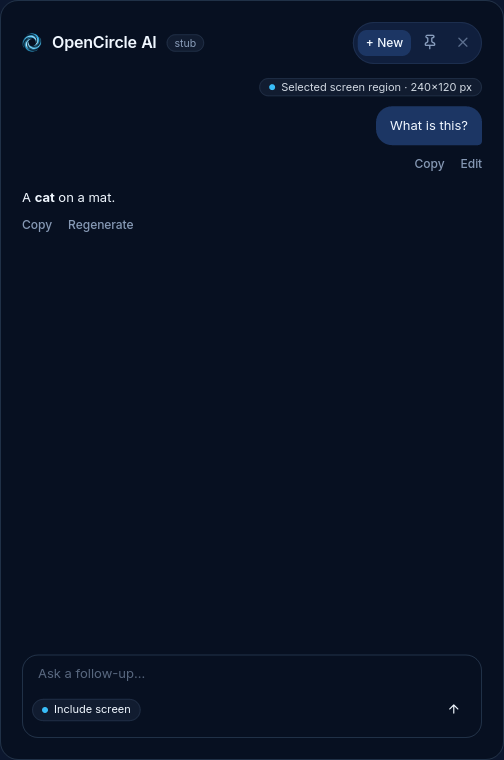 OpenCircle AI stub + New
Selected screen region · 240×120 px
What is this?
Copy Edit
A cat on a mat.
Copy Regenerate
Ask a follow-up...
Include screen